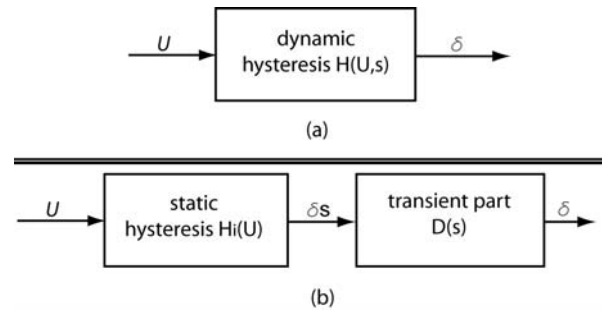 U
dynamic
hysteresis H(U,s)
δ
(a)
U
static
hysteresis Hi(U)
δs
transient part
D(s)
δ
(b)